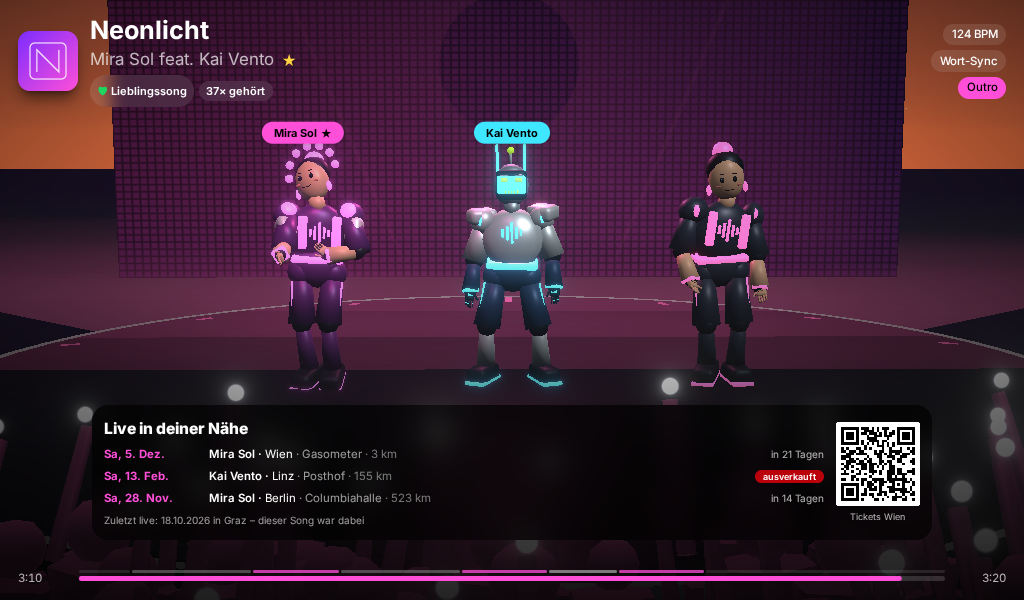 Neonlicht
Mira Sol feat. Kai Vento ★
Lieblingssong
37× gehört
124 BPM
Wort-Sync
Outro
Mira Sol ★
Kai Vento
Live in deiner Nähe
Sa, 5. Dez. Mira Sol · Wien · Gasometer · 3 km in 21 Tagen
Sa, 13. Feb. Kai Vento · Linz · Posthof · 155 km ausverkauft
Sa, 28. Nov. Mira Sol · Berlin · Columbiahalle · 523 km in 14 Tagen
Zuletzt live: 18.10.2026 in Graz – dieser Song war dabei
Tickets Wien
3:10
3:20